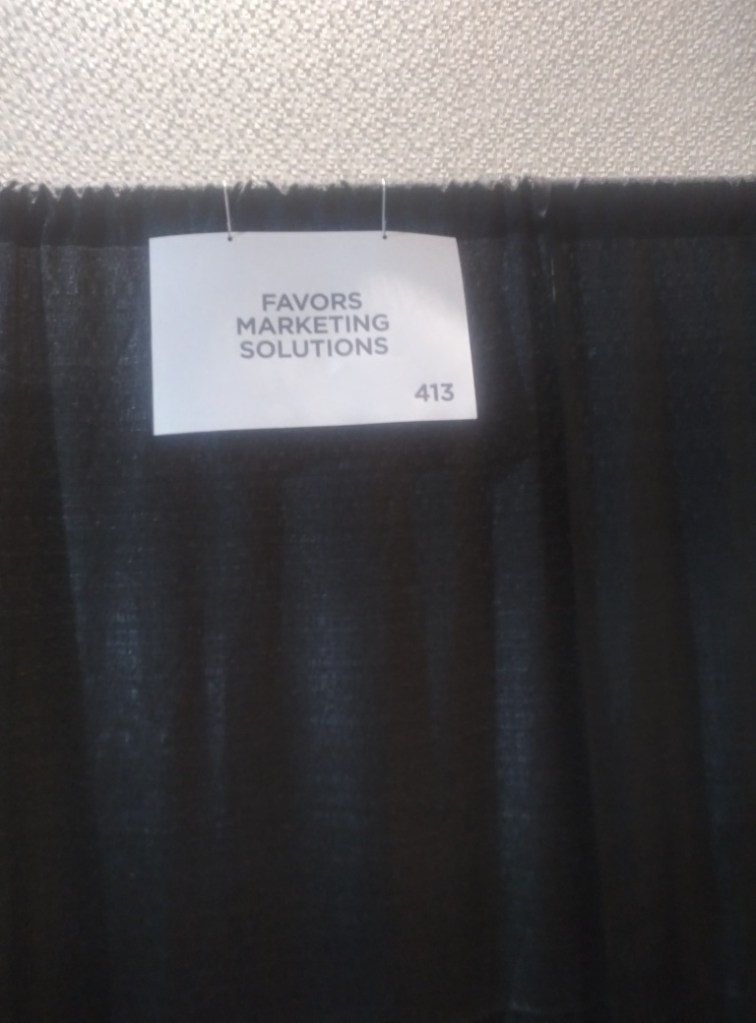 FAVORS
MARKETING
SOLUTIONS
413